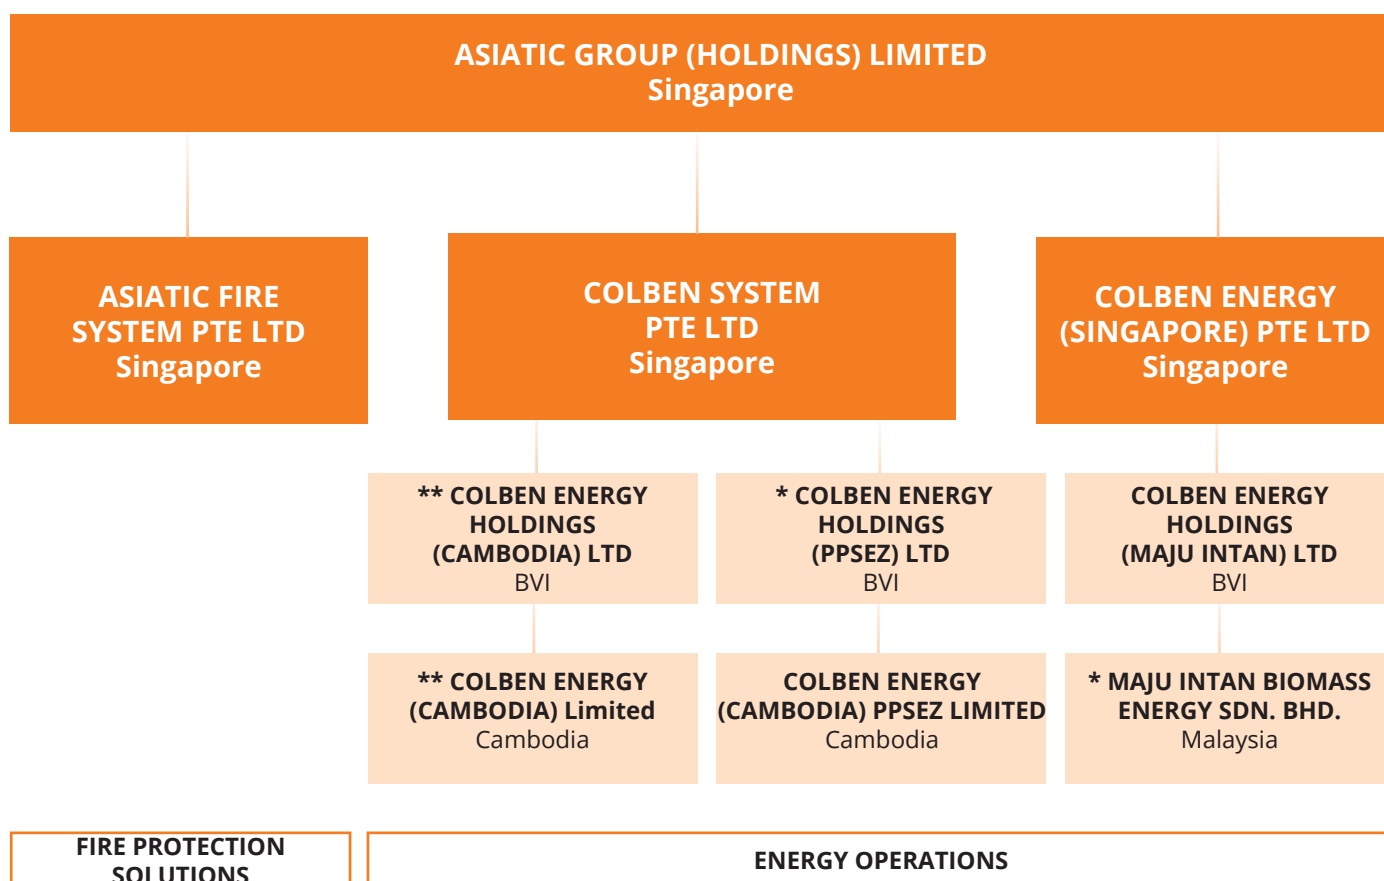 ASIATIC GROUP (HOLDINGS) LIMITED
Singapore
ASIATIC FIRE
SYSTEM PTE LTD
Singapore
COLBEN SYSTEM
PTE LTD
Singapore
COLBEN ENERGY
(SINGAPORE) PTE LTD
Singapore
** COLBEN ENERGY
HOLDINGS
(CAMBODIA) LTD
BVI
* COLBEN ENERGY
HOLDINGS
(PPSEZ) LTD
BVI
COLBEN ENERGY
HOLDINGS
(MAJU INTAN) LTD
BVI
** COLBEN ENERGY
(CAMBODIA) Limited
Cambodia
COLBEN ENERGY
(CAMBODIA) PPSEZ LIMITED
Cambodia
* MAJU INTAN BIOMASS
ENERGY SDN. BHD.
Malaysia
FIRE PROTECTION
SOLUTIONS
ENERGY OPERATIONS